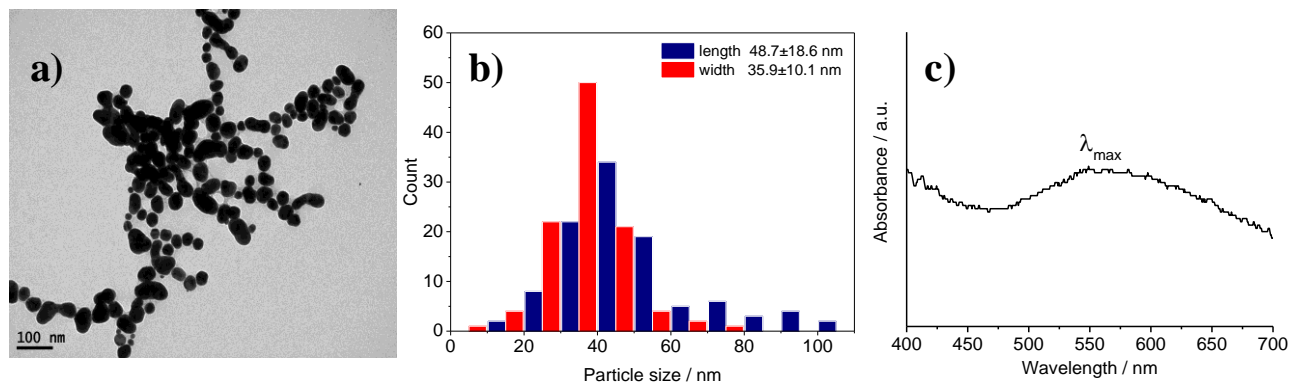 a)
100 nm
b)
length 48.7±18.6 nm
width 35.9±10.1 nm
Count
60
50
40
30
20
10
0
0 20 40 60 80 100
Particle size / nm
c)
λmax
Absorbance / a.u.
400 450 500 550 600 650 700
Wavelength / nm